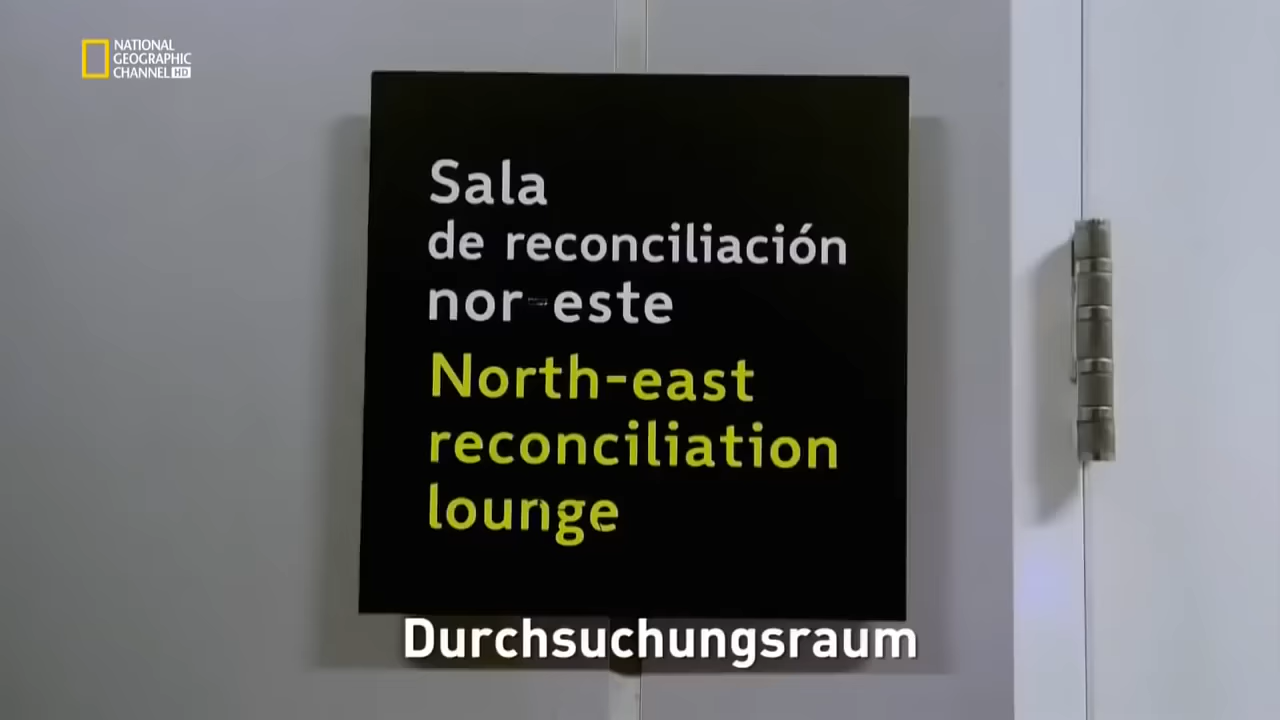 NATIONAL
GEOGRAPHIC
CHANNEL HD
Sala
de reconciliación
nor este
North-east
reconciliation
lounge
Durchsuchungsraum